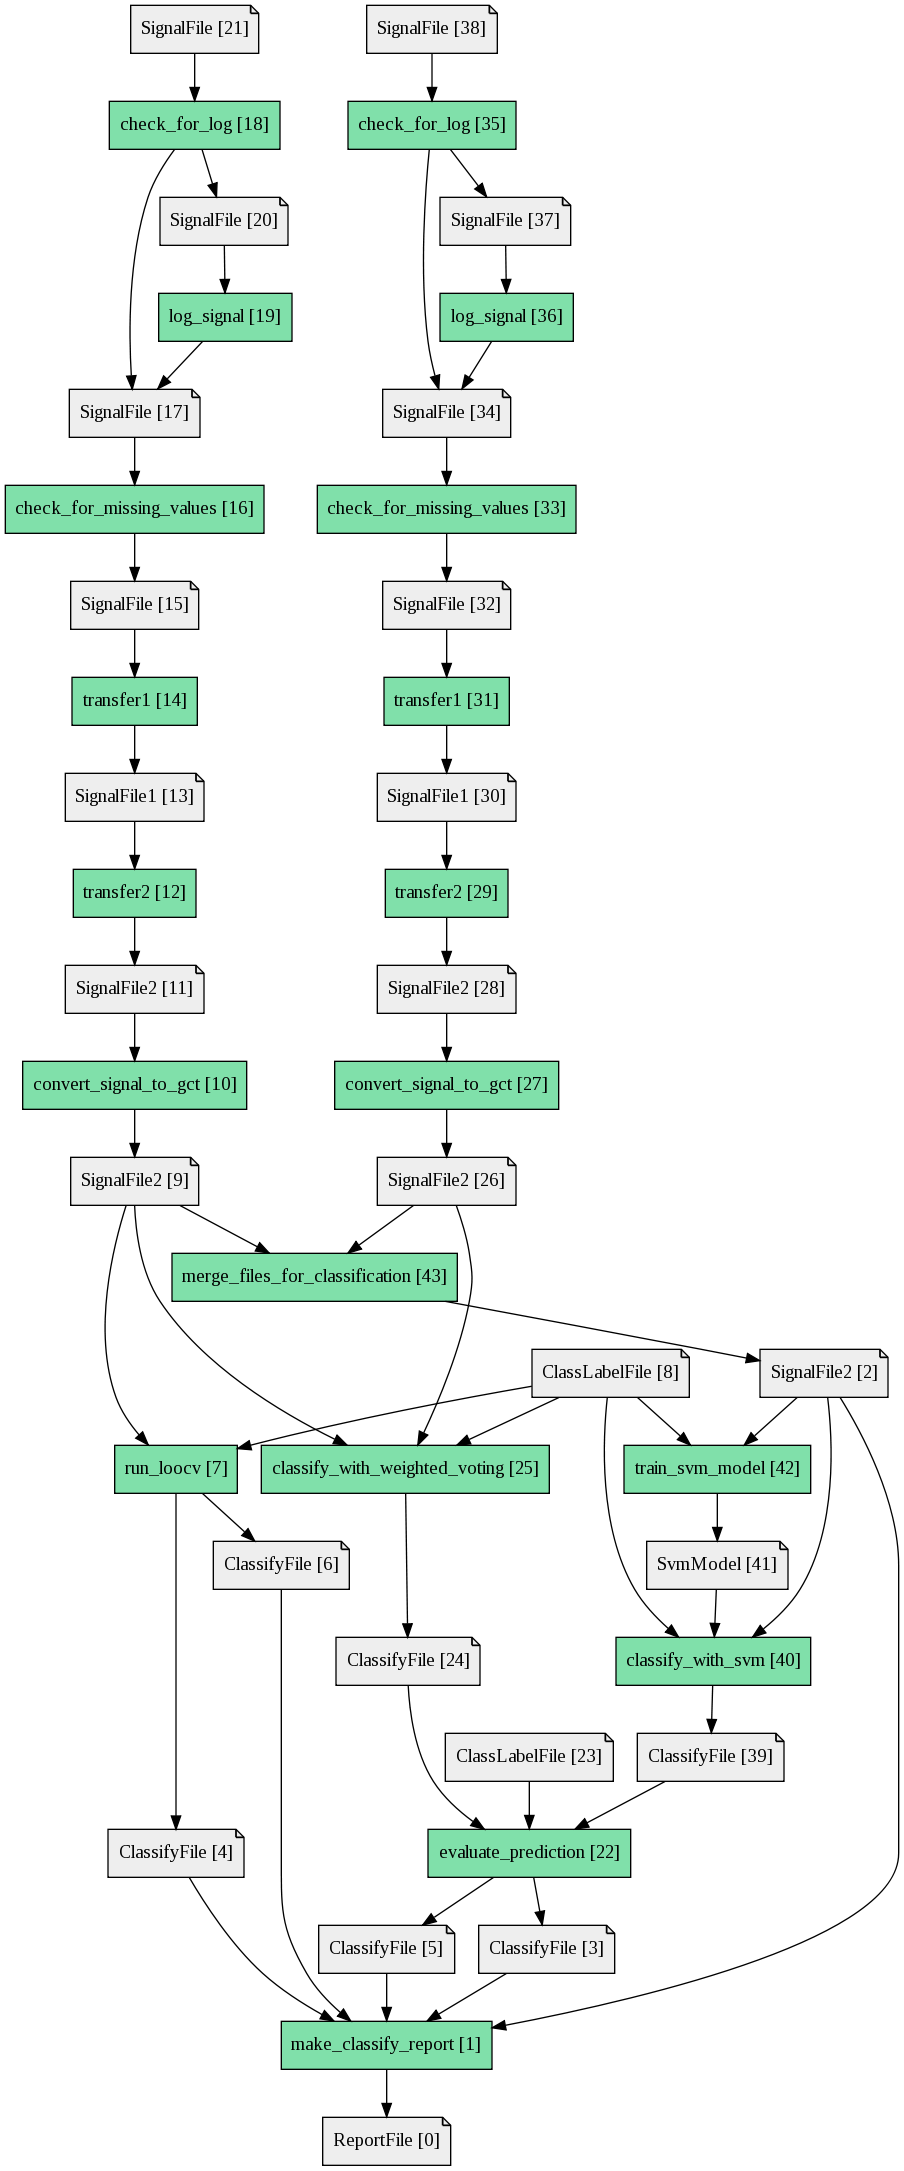 SignalFile [21]
SignalFile [38]
check_for_log [18]
check_for_log [35]
SignalFile [20]
SignalFile [37]
log_signal [19]
log_signal [36]
SignalFile [17]
SignalFile [34]
check_for_missing_values [16]
check_for_missing_values [33]
SignalFile [15]
SignalFile [32]
transfer1 [14]
transfer1 [31]
SignalFile1 [13]
SignalFile1 [30]
transfer2 [12]
transfer2 [29]
SignalFile2 [11]
SignalFile2 [28]
convert_signal_to_gct [10]
convert_signal_to_gct [27]
SignalFile2 [9]
SignalFile2 [26]
merge_files_for_classification [43]
ClassLabelFile [8]
SignalFile2 [2]
run_loocv [7]
classify_with_weighted_voting [25]
train_svm_model [42]
ClassifyFile [6]
SvmModel [41]
ClassifyFile [24]
classify_with_svm [40]
ClassLabelFile [23]
ClassifyFile [39]
ClassifyFile [4]
evaluate_prediction [22]
ClassifyFile [5]
ClassifyFile [3]
make_classify_report [1]
ReportFile [0]